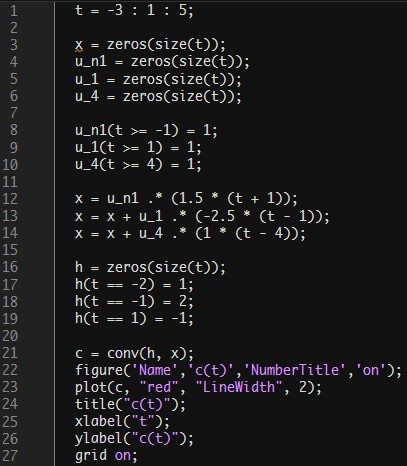 1 t = -3 : 1 : 5;
2
3 x = zeros(size(t));
4 u_n1 = zeros(size(t));
5 u_1 = zeros(size(t));
6 u_4 = zeros(size(t));
7
8 u_n1(t >= -1) = 1;
9 u_1(t >= 1) = 1;
10 u_4(t >= 4) = 1;
11
12 x = u_n1 .* (1.5 * (t + 1));
13 x = x + u_1 .* (-2.5 * (t - 1));
14 x = x + u_4 .* (1 * (t - 4));
15
16 h = zeros(size(t));
17 h(t == -2) = 1;
18 h(t == -1) = 2;
19 h(t == 1) = -1;
20
21 c = conv(h, x);
22 figure('Name','c(t)','NumberTitle','on');
23 plot(c, "red", "LineWidth", 2);
24 title("c(t)");
25 xlabel("t");
26 ylabel("c(t)");
27 grid on;